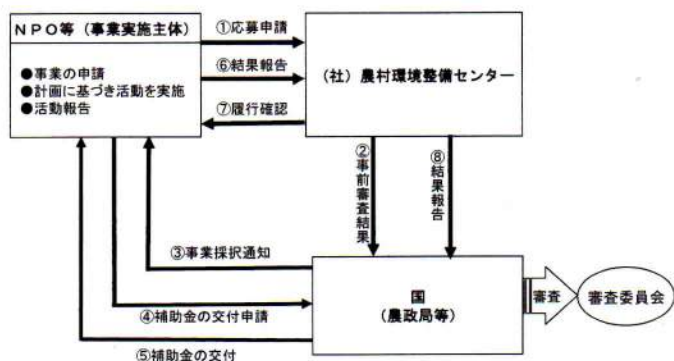 NPO等(事業実施主体)
●事業の申請
●計画に基づき活動を実施
●活動報告
①応募申請
⑥結果報告
⑦履行確認
(社)農村環境整備センター
②事前審査結果
⑧結果報告
③事業採択通知
④補助金の交付申請
⑤補助金の交付
国
(農政局等)
審査
審査委員会